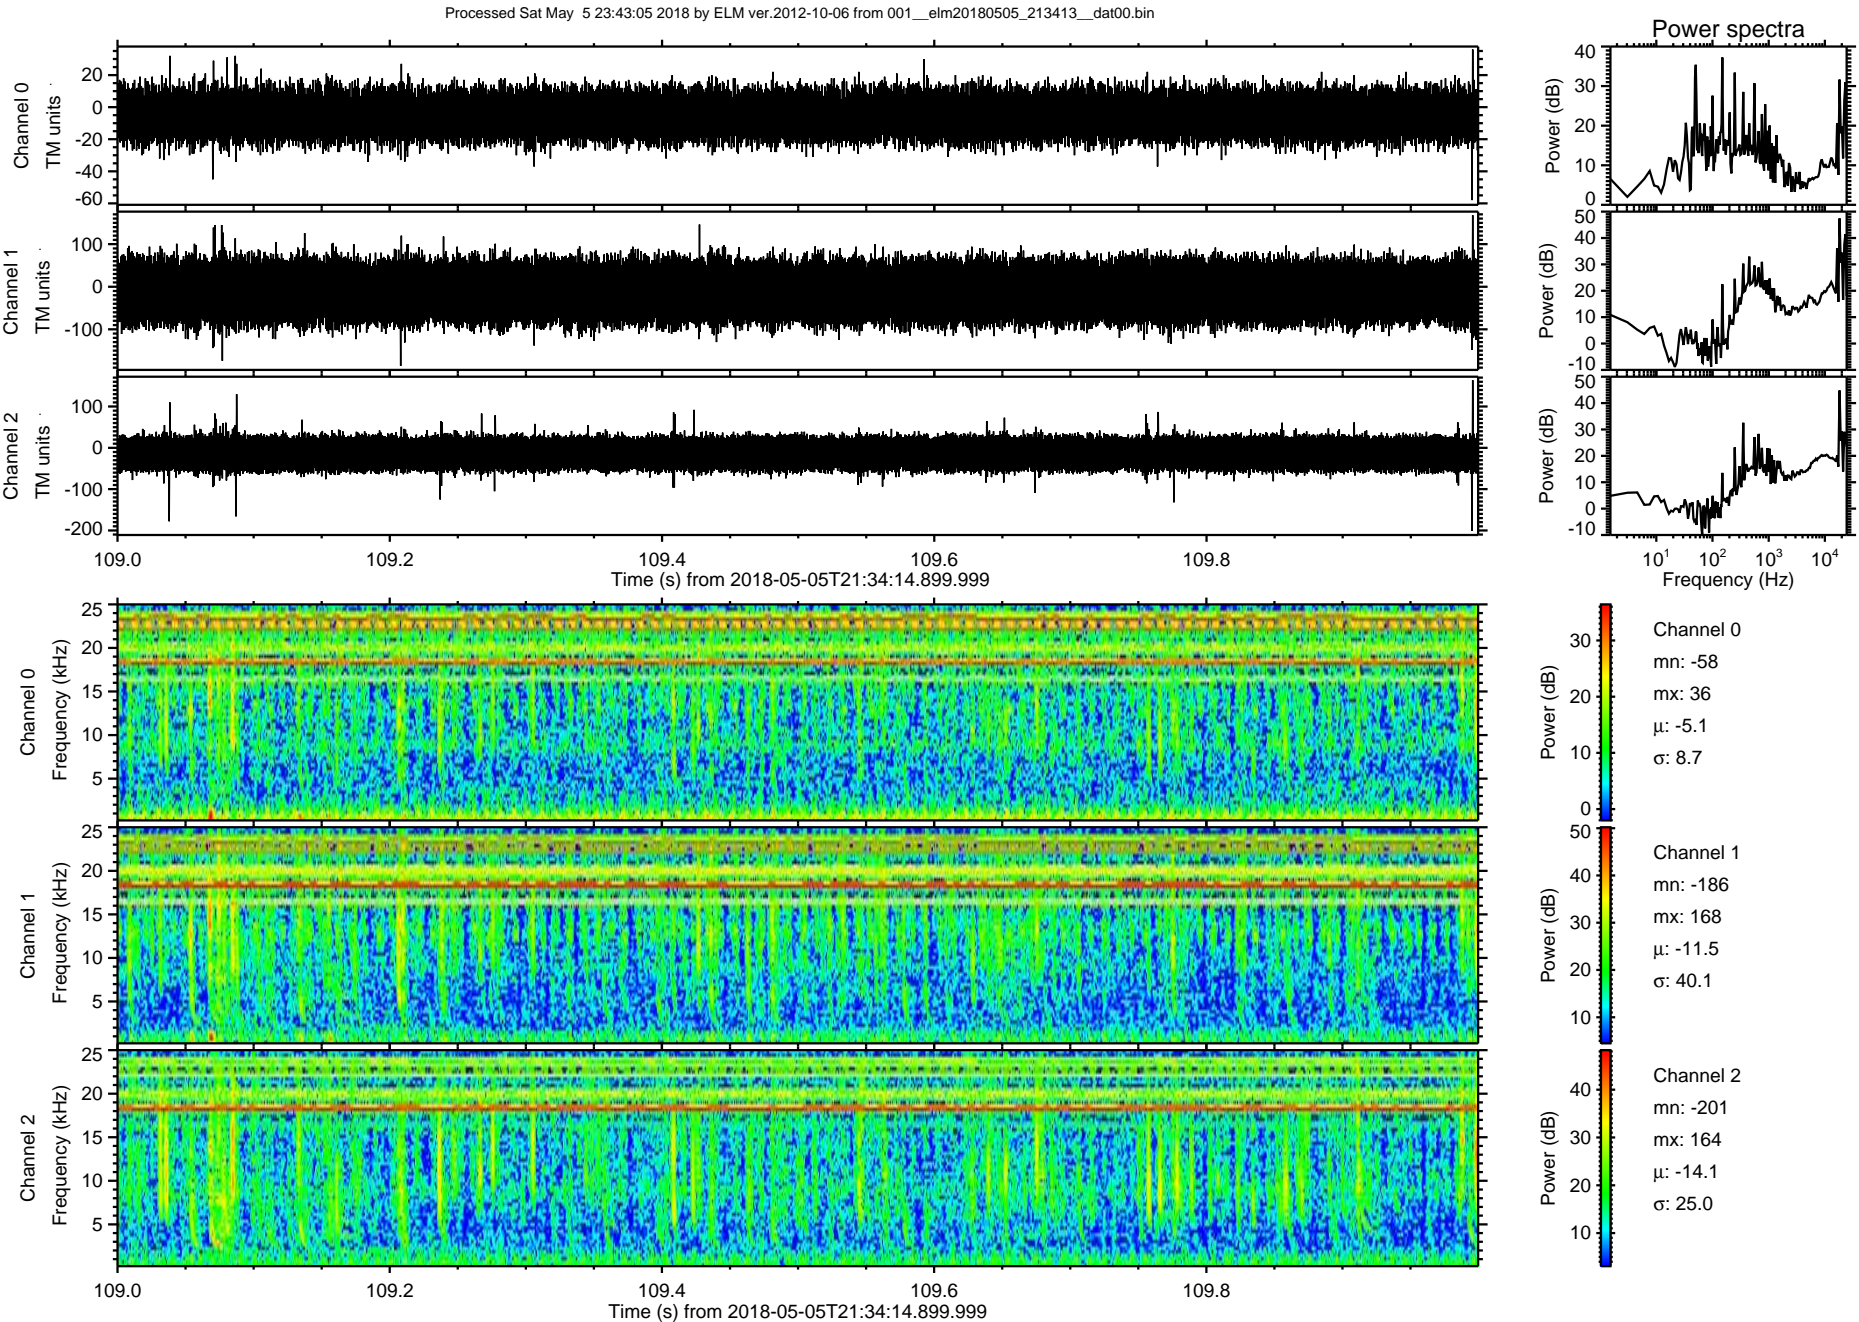 Processed Sat May 5 23:43:05 2018 by ELM ver.2012-10-06 from 001__elm20180505_213413__dat00.bin
Power spectra
Channel 0
TM units
20
0
-20
-40
-60
Power (dB)
40
30
20
10
0
Channel 1
TM units
100
0
-100
Power (dB)
50
40
30
20
10
0
-10
Channel 2
TM units
100
0
-100
-200
Power (dB)
50
40
30
20
10
0
-10
109.0 109.2 109.4 109.6 109.8
Time (s) from 2018-05-05T21:34:14.899.999
10^1 10^2 10^3 10^4
Frequency (Hz)
Channel 0
Frequency (kHz)
25
20
15
10
5
Power (dB)
30
20
10
0
Channel 0
mn: -58
mx: 36
μ: -5.1
σ: 8.7
Channel 1
Frequency (kHz)
25
20
15
10
5
Power (dB)
50
40
30
20
10
Channel 1
mn: -186
mx: 168
μ: -11.5
σ: 40.1
Channel 2
Frequency (kHz)
25
20
15
10
5
Power (dB)
40
30
20
10
Channel 2
mn: -201
mx: 164
μ: -14.1
σ: 25.0
109.0 109.2 109.4 109.6 109.8
Time (s) from 2018-05-05T21:34:14.899.999